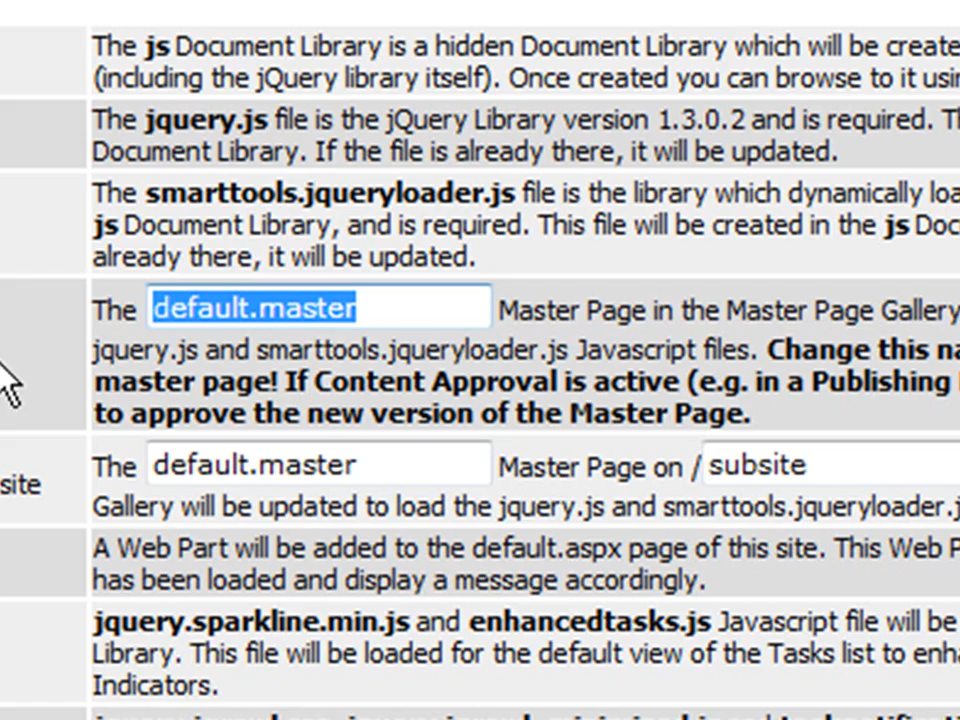 The js Document Library is a hidden Document Library which will be create
(including the jQuery library itself). Once created you can browse to it usin
The jquery.js file is the jQuery Library version 1.3.0.2 and is required. Th
Document Library. If the file is already there, it will be updated.
The smarttools.jqueryloader.js file is the library which dynamically loa
js Document Library, and is required. This file will be created in the js Doc
already there, it will be updated.
The default.master Master Page in the Master Page Gallery
jquery.js and smarttools.jqueryloader.js Javascript files. Change this na
master page! If Content Approval is active (e.g. in a Publishing
to approve the new version of the Master Page.
The default.master Master Page on / subsite
site
Gallery will be updated to load the jquery.js and smarttools.jqueryloader.j
A Web Part will be added to the default.aspx page of this site. This Web P
has been loaded and display a message accordingly.
jquery.sparkline.min.js and enhancedtasks.js Javascript file will be
Library. This file will be loaded for the default view of the Tasks list to enha
Indicators.